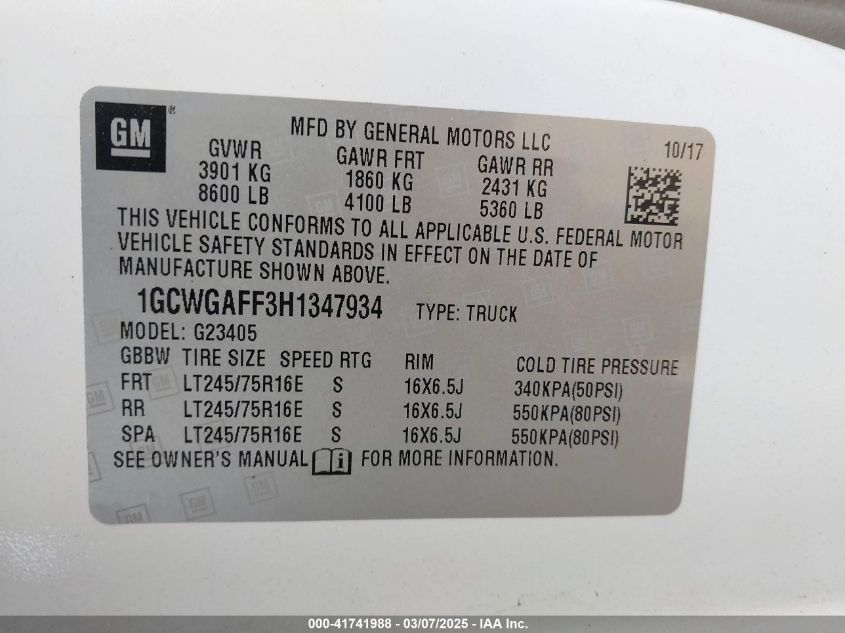 GM ®
MFD BY GENERAL MOTORS LLC 10/17
GVWR GAWR FRT GAWR RR
3901 KG 1860 KG 2431 KG
8600 LB 4100 LB 5360 LB
THIS VEHICLE CONFORMS TO ALL APPLICABLE U.S. FEDERAL MOTOR
VEHICLE SAFETY STANDARDS IN EFFECT ON THE DATE OF
MANUFACTURE SHOWN ABOVE.
1GCWGAFF3H1347934 TYPE: TRUCK
MODEL: G23405
GBBW TIRE SIZE SPEED RTG RIM COLD TIRE PRESSURE
FRT LT245/75R16E S 16X6.5J 340KPA(50PSI)
RR LT245/75R16E S 16X6.5J 550KPA(80PSI)
SPA LT245/75R16E S 16X6.5J 550KPA(80PSI)
SEE OWNER'S MANUAL i FOR MORE INFORMATION.
000-41741988 - 03/07/2025 - IAA Inc.